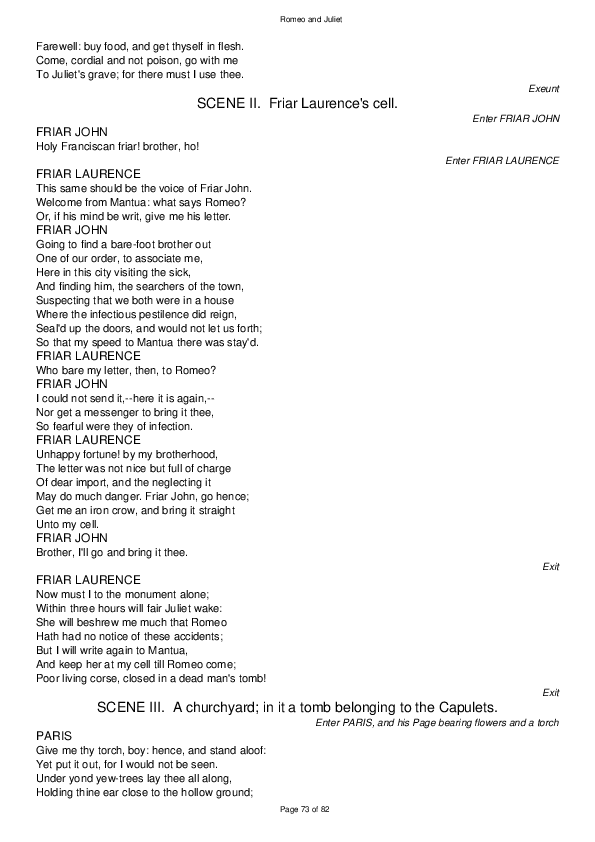 Romeo and Juliet
Farewell: buy food, and get thyself in flesh.
Come, cordial and not poison, go with me
To Juliet's grave; for there must I use thee.
Exeunt
SCENE II.  Friar Laurence's cell.
Enter FRIAR JOHN
FRIAR JOHN
Holy Franciscan friar! brother, ho!
Enter FRIAR LAURENCE
FRIAR LAURENCE
This same should be the voice of Friar John.
Welcome from Mantua: what says Romeo?
Or, if his mind be writ, give me his letter.
FRIAR JOHN
Going to find a bare-foot brother out
One of our order, to associate me,
Here in this city visiting the sick,
And finding him, the searchers of the town,
Suspecting that we both were in a house
Where the infectious pestilence did reign,
Seal'd up the doors, and would not let us forth;
So that my speed to Mantua there was stay'd.
FRIAR LAURENCE
Who bare my letter, then, to Romeo?
FRIAR JOHN
I could not send it,--here it is again,--
Nor get a messenger to bring it thee,
So fearful were they of infection.
FRIAR LAURENCE
Unhappy fortune! by my brotherhood,
The letter was not nice but full of charge
Of dear import, and the neglecting it
May do much danger. Friar John, go hence;
Get me an iron crow, and bring it straight
Unto my cell.
FRIAR JOHN
Brother, I'll go and bring it thee.
Exit
FRIAR LAURENCE
Now must I to the monument alone;
Within three hours will fair Juliet wake:
She will beshrew me much that Romeo
Hath had no notice of these accidents;
But I will write again to Mantua,
And keep her at my cell till Romeo come;
Poor living corse, closed in a dead man's tomb!
Exit
SCENE III.  A churchyard; in it a tomb belonging to the Capulets.
Enter PARIS, and his Page bearing flowers and a torch
PARIS
Give me thy torch, boy: hence, and stand aloof:
Yet put it out, for I would not be seen.
Under yond yew-trees lay thee all along,
Holding thine ear close to the hollow ground;
Page 73 of 82